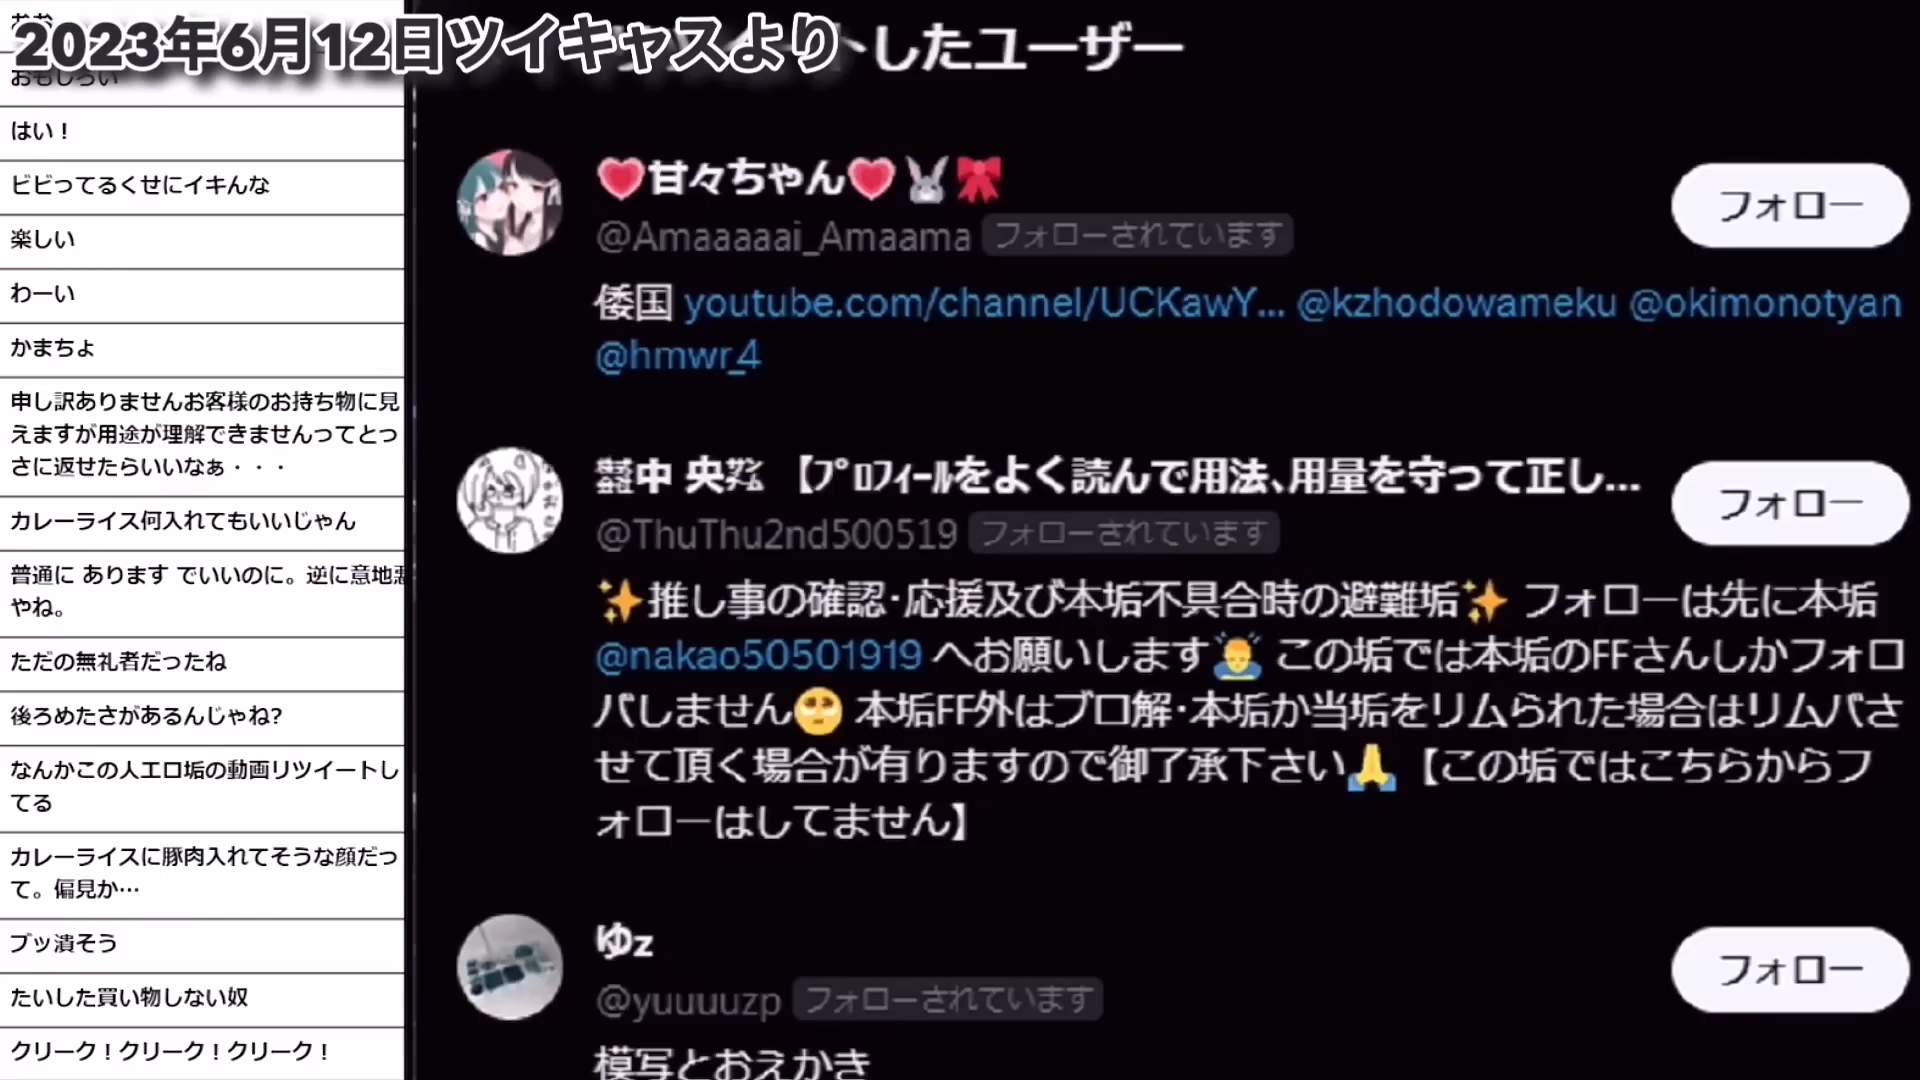 2023年6月12日ツイキャスより
おもしろい
はい！
ビビってるくせにイキんな
楽しい
わーい
かまちょ
申し訳ありませんお客様のお持ち物に見
えますが用途が理解できませんってとっ
さに返せたらいいなぁ・・・
カレーライス何入れてもいいじゃん
普通に あります でいいのに。逆に意地悪
やね。
ただの無礼者だったね
後ろめたさがあるんじゃね?
なんかこの人エロ垢の動画リツイートし
てる
カレーライスに豚肉入れてそうな顔だっ
て。偏見か…
ブッ潰そう
たいした買い物しない奴
クリーク！クリーク！クリーク！
したユーザー
❤甘々ちゃん❤🐰🎀
@Amaaaaai_Amaama フォローされています
フォロー
倭国 youtube.com/channel/UCKawY... @kzhodowameku @okimonotyan
@hmwr_4
中 央㌠ 【ﾌﾟﾛﾌｨｰﾙをよく読んで用法､用量を守って正し...
@ThuThu2nd500519 フォローされています
フォロー
✨推し事の確認･応援及び本垢不具合時の避難垢✨ フォローは先に本垢
@nakao50501919 へお願いします🙇 この垢では本垢のFFさんしかフォロ
バしません🥺 本垢FF外はブロ解･本垢か当垢をリムられた場合はリムバさ
せて頂く場合が有りますので御了承下さい🙏【この垢ではこちらからフ
ォローはしてません】
ゆz
@yuuuuzp フォローされています
フォロー
模写とおえかき